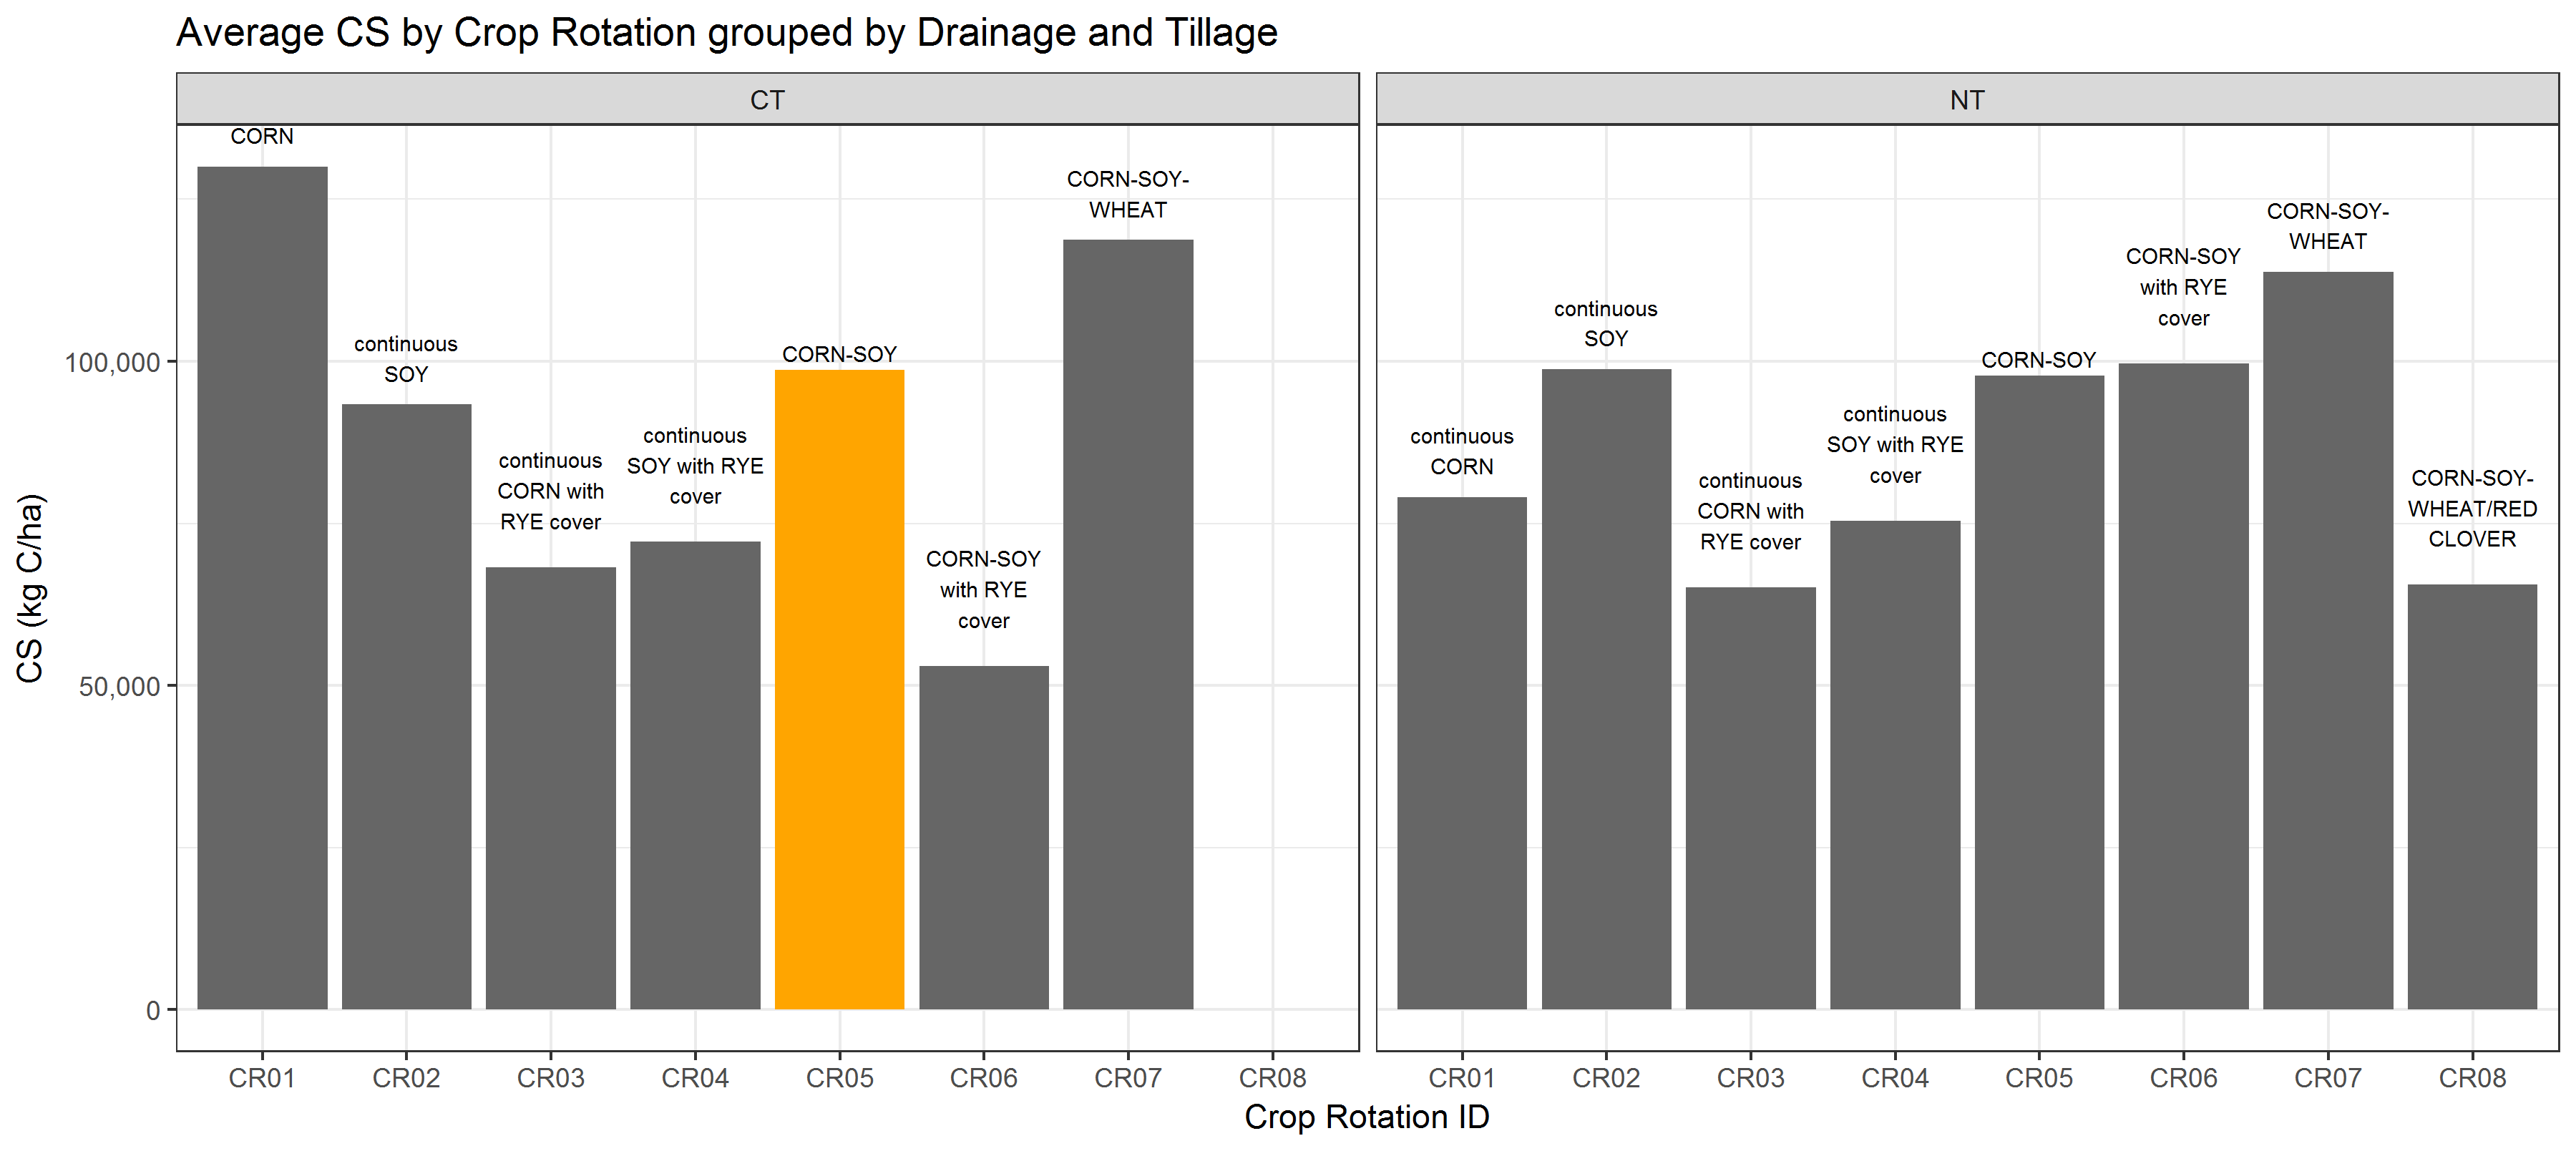 Average CS by Crop Rotation grouped by Drainage and Tillage
CT
NT
CS (kg C/ha)
100,000
50,000
0
CORN
continuous
SOY
continuous
CORN with
RYE cover
continuous
SOY with RYE
cover
CORN-SOY
CORN-SOY
with RYE
cover
CORN-SOY-
WHEAT
continuous
CORN
continuous
SOY
continuous
CORN with
RYE cover
continuous
SOY with RYE
cover
CORN-SOY
CORN-SOY
with RYE
cover
CORN-SOY-
WHEAT
CORN-SOY-
WHEAT/RED
CLOVER
CR01 CR02 CR03 CR04 CR05 CR06 CR07 CR08
CR01 CR02 CR03 CR04 CR05 CR06 CR07 CR08
Crop Rotation ID